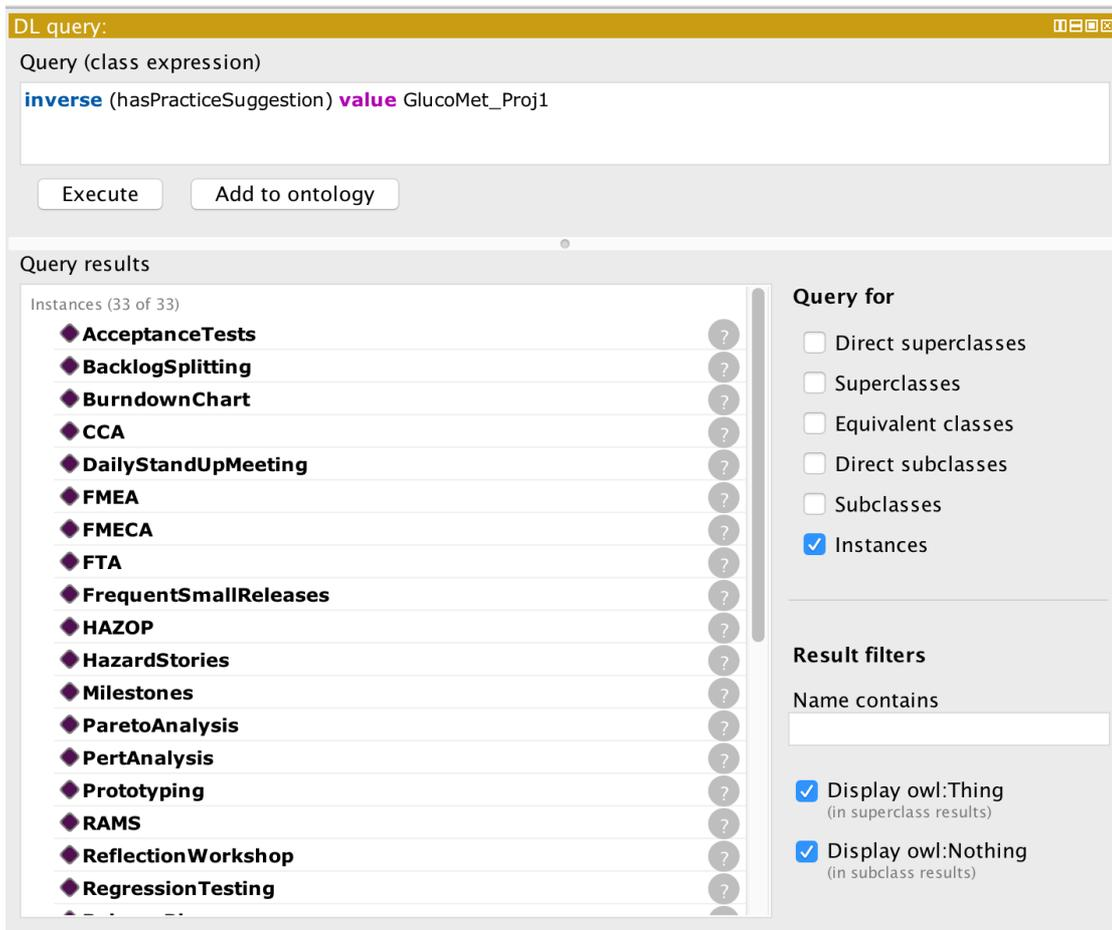 DL query:
Query (class expression)
inverse (hasPracticeSuggestion) value GlucoMet_Proj1
Execute
Add to ontology
Query results
Instances (33 of 33)
AcceptanceTests ?
BacklogSplitting ?
BurndownChart ?
CCA ?
DailyStandUpMeeting ?
FMEA ?
FMECA ?
FTA ?
FrequentSmallReleases ?
HAZOP ?
HazardStories ?
Milestones ?
ParetoAnalysis ?
PertAnalysis ?
Prototyping ?
RAMS ?
ReflectionWorkshop ?
RegressionTesting ?
Query for
Direct superclasses
Superclasses
Equivalent classes
Direct subclasses
Subclasses
Instances
Result filters
Name contains
Display owl:Thing
(in superclass results)
Display owl:Nothing
(in subclass results)